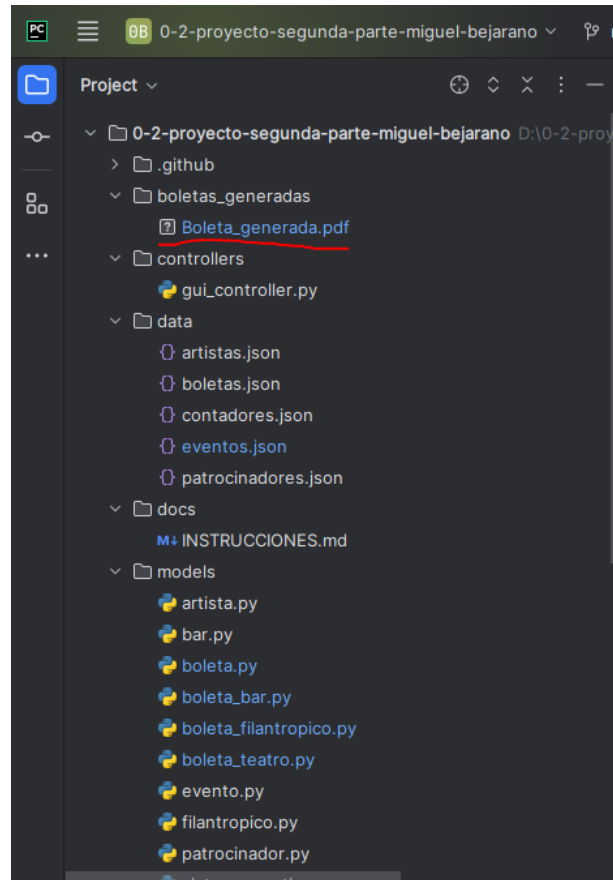 PC 0B 0-2-proyecto-segunda-parte-miguel-bejarano
Project
0-2-proyecto-segunda-parte-miguel-bejarano D:\0-2-proy
.github
boletas_generadas
Boleta_generada.pdf
controllers
gui_controller.py
data
artistas.json
boletas.json
contadores.json
eventos.json
patrocinadores.json
docs
M↓ INSTRUCCIONES.md
models
artista.py
bar.py
boleta.py
boleta_bar.py
boleta_filantropico.py
boleta_teatro.py
evento.py
filantropico.py
patrocinador.py